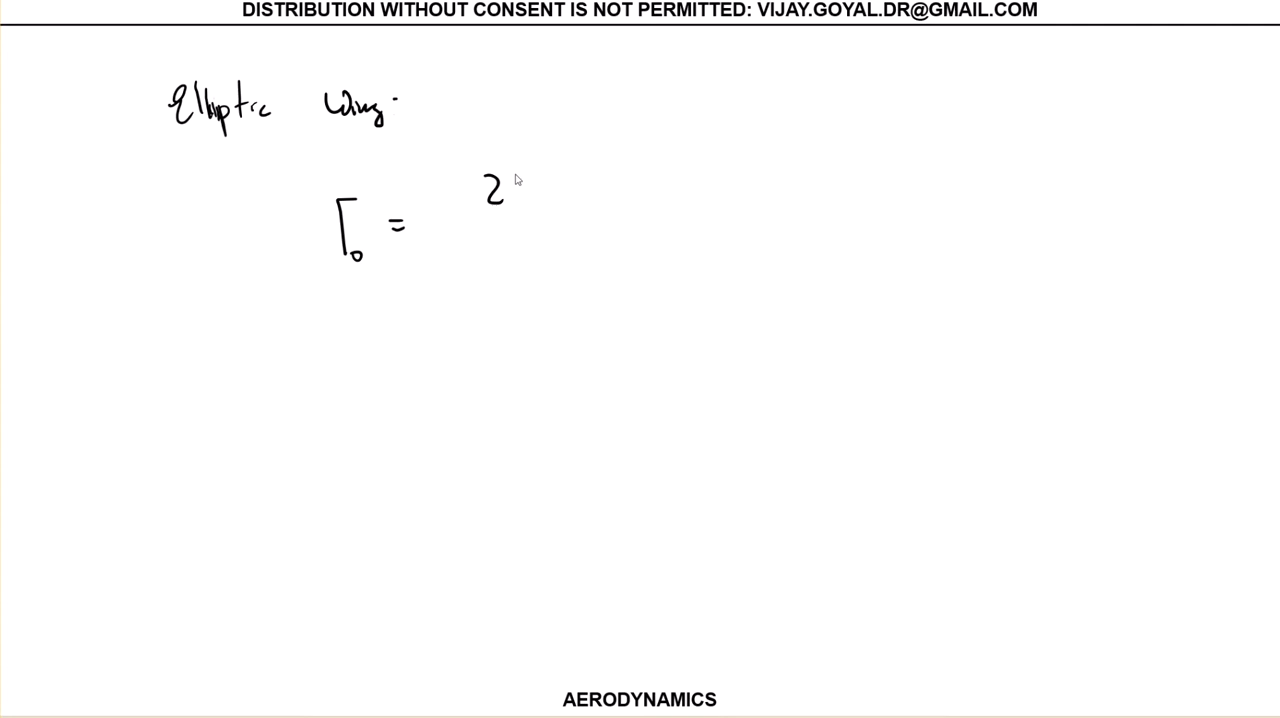 DISTRIBUTION WITHOUT CONSENT IS NOT PERMITTED: VIJAY.GOYAL.DR@GMAIL.COM
Elliptic Wing.
Γ₀ = 2
AERODYNAMICS